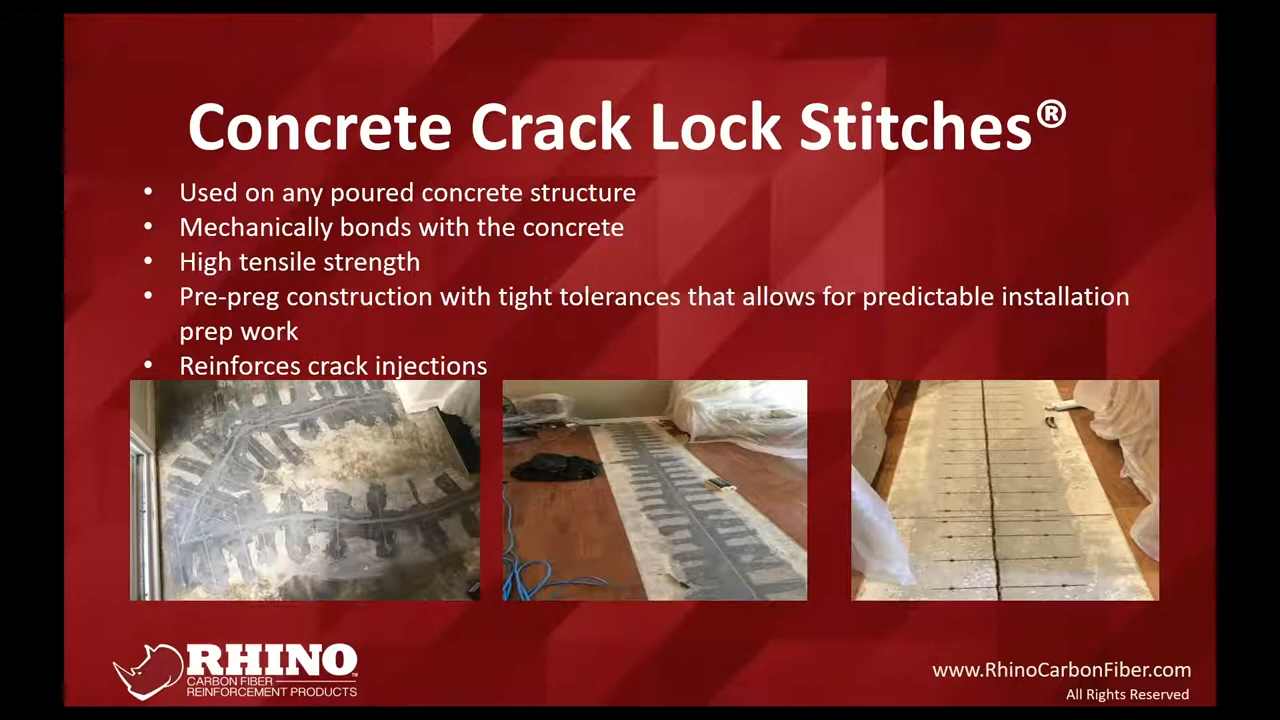 Concrete Crack Lock Stitches®
• Used on any poured concrete structure
• Mechanically bonds with the concrete
• High tensile strength
• Pre-preg construction with tight tolerances that allows for predictable installation
prep work
• Reinforces crack injections
RHINO™
CARBON FIBER
REINFORCEMENT PRODUCTS
www.RhinoCarbonFiber.com
All Rights Reserved